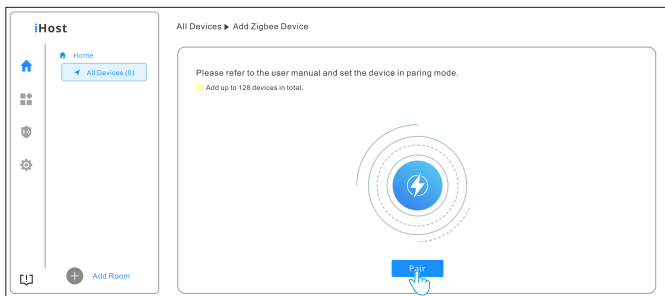 iHost
All Devices ▶ Add Zigbee Device
Home
All Devices (0)
Please refer to the user manual and set the device in paring mode.
Add up to 128 devices in total.
Pair
Add Room